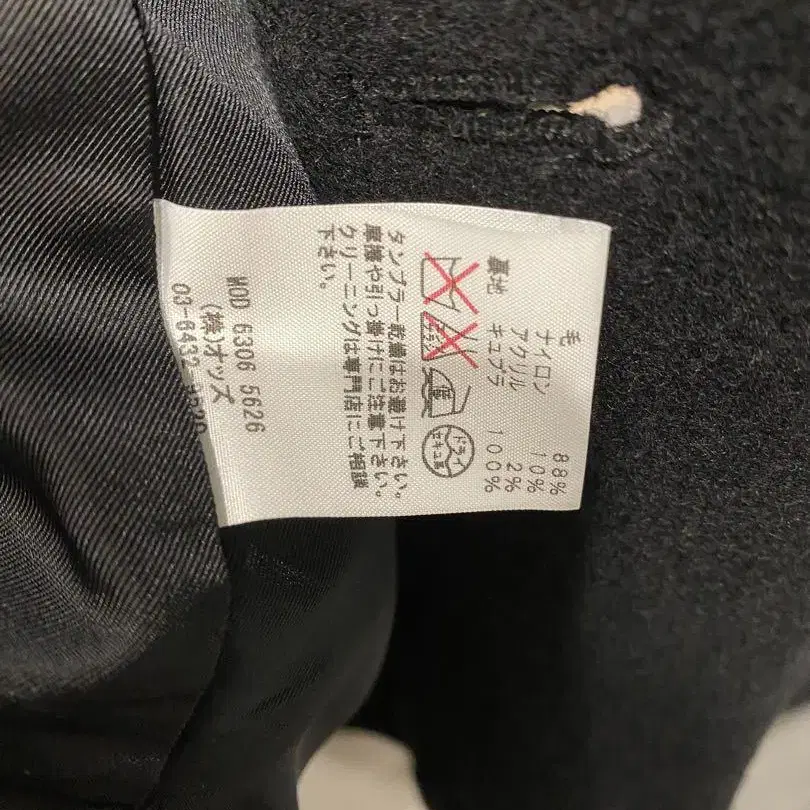 毛 88%
ナイロン 10%
アクリル 2%
裏地 キュプラ 100%
ドライ
セキユ系
タンブラー乾燥はお避け下さい。
摩擦や引っ掛けにご注意下さい。
クリーニングは専門店にご相談
下さい。
WOD 6306 5626
(株)オッズ